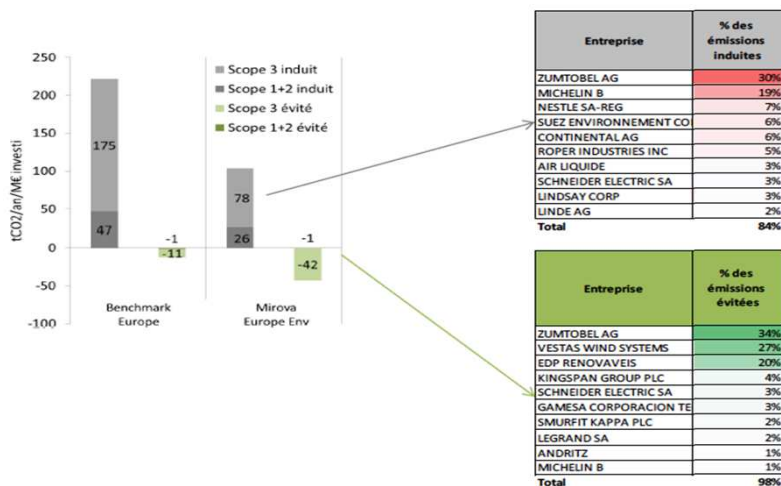 250
200
150
100
50
0
-50
-100
tCO2/an/M€ investi
Scope 3 induit
Scope 1+2 induit
Scope 3 évité
Scope 1+2 évité
175
47
-1
-11
78
26
-1
-42
Benchmark
Europe
Mirova
Europe Env
Entreprise
% des
émissions
induites
ZUMTOBEL AG 30%
MICHELIN B 19%
NESTLE SA-REG 7%
SUEZ ENVIRONNEMENT CO 6%
CONTINENTAL AG 6%
ROPER INDUSTRIES INC 5%
AIR LIQUIDE 3%
SCHNEIDER ELECTRIC SA 3%
LINDSAY CORP 3%
LINDE AG 2%
Total 84%
Entreprise
% des
émissions
évitées
ZUMTOBEL AG 34%
VESTAS WIND SYSTEMS 27%
EDP RENOVAVEIS 20%
KINGSPAN GROUP PLC 4%
SCHNEIDER ELECTRIC SA 3%
GAMESA CORPORACION TE 3%
SMURFIT KAPPA PLC 2%
LEGRAND SA 2%
ANDRITZ 1%
MICHELIN B 1%
Total 98%